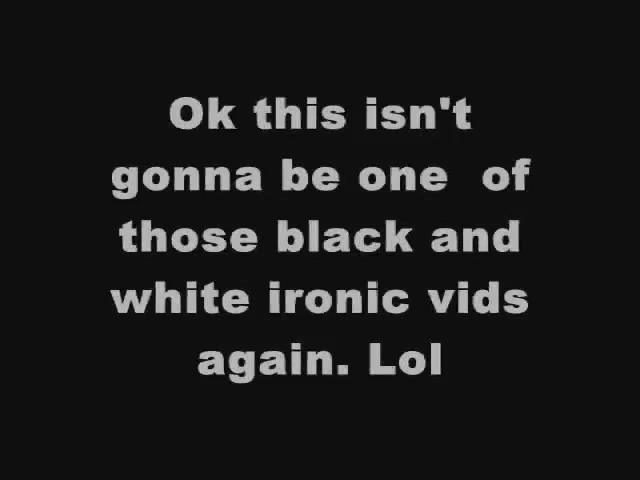 Ok this isn't
gonna be one  of
those black and
white ironic vids
again. Lol